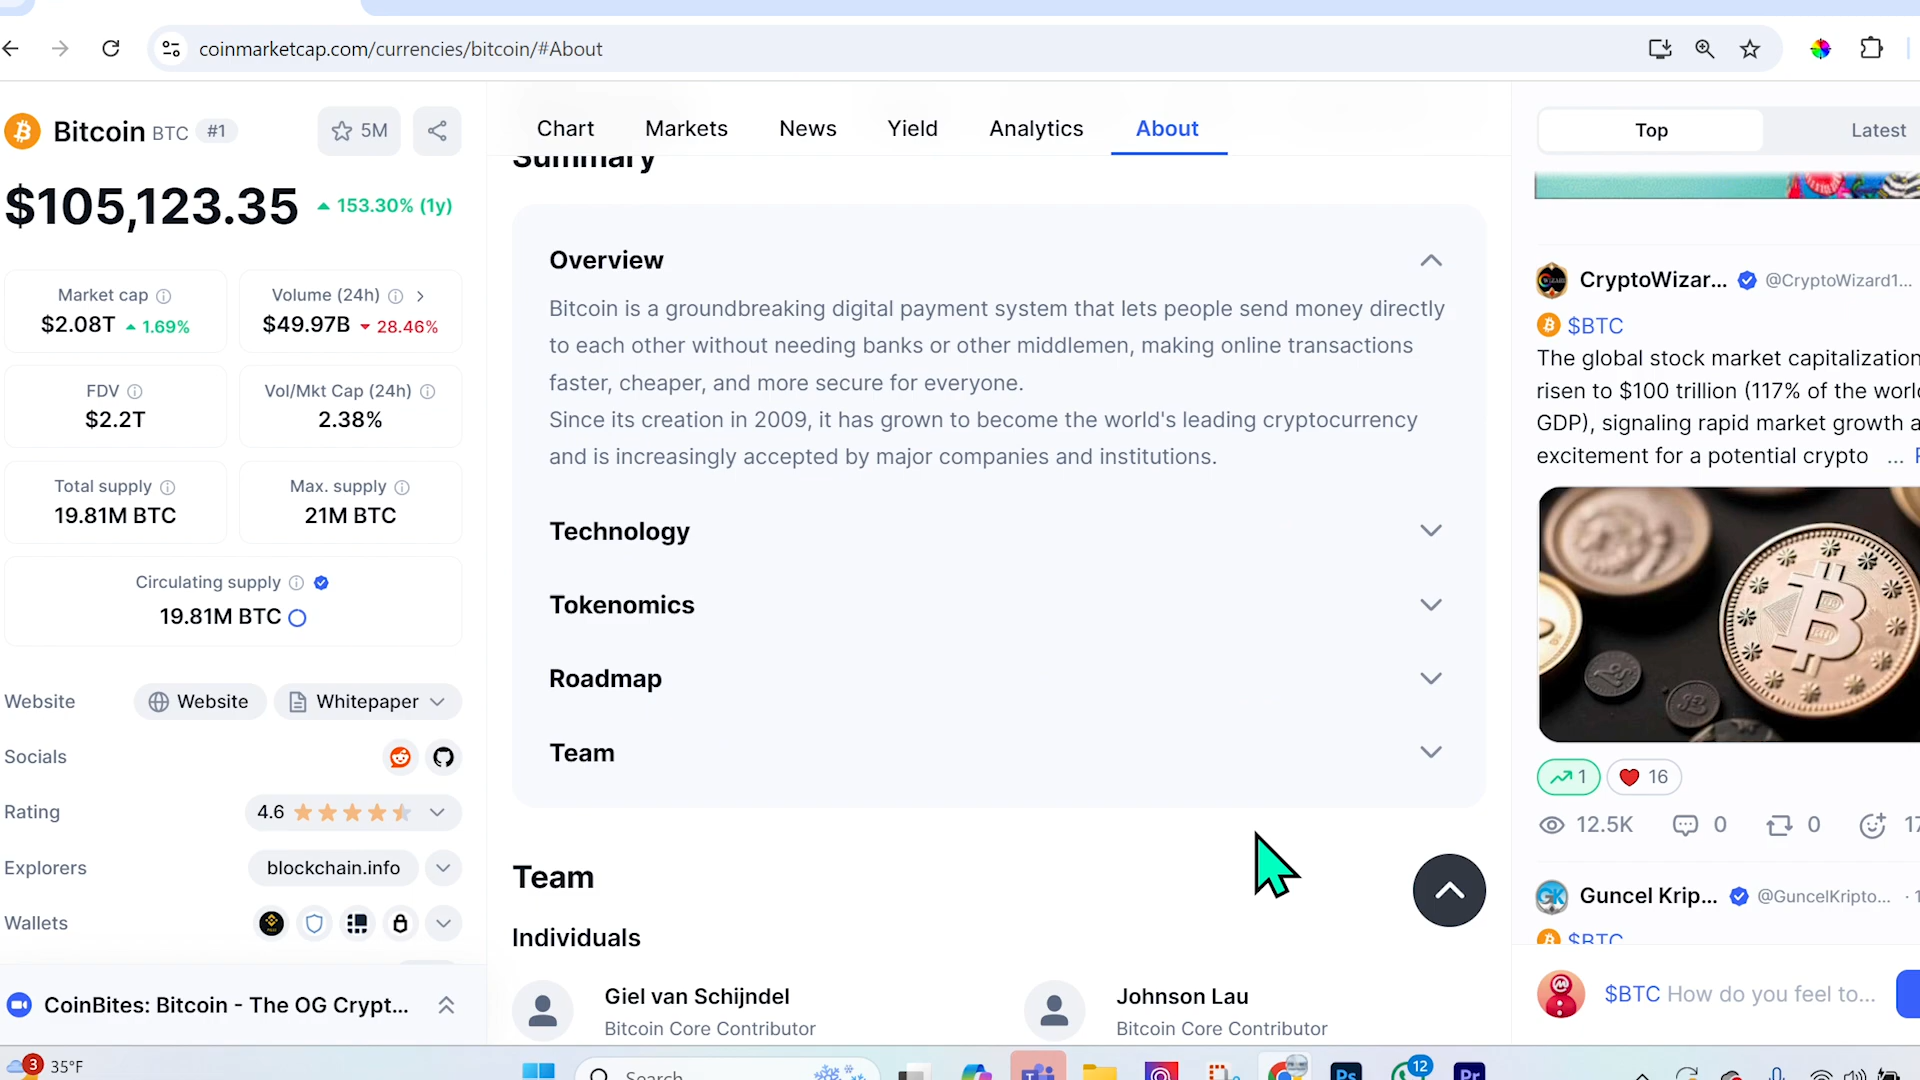 coinmarketcap.com/currencies/bitcoin/#About
Bitcoin BTC #1
5M
$105,123.35
153.30% (1y)
Market cap
$2.08T 1.69%
Volume (24h)
$49.97B 28.46%
FDV
$2.2T
Vol/Mkt Cap (24h)
2.38%
Total supply
19.81M BTC
Max. supply
21M BTC
Circulating supply
19.81M BTC
Website
Website
Whitepaper
Socials
Rating
4.6
Explorers
blockchain.info
Wallets
CoinBites: Bitcoin - The OG Crypt...
Chart
Markets
News
Yield
Analytics
About
Summary
Overview
Bitcoin is a groundbreaking digital payment system that lets people send money directly
to each other without needing banks or other middlemen, making online transactions
faster, cheaper, and more secure for everyone.
Since its creation in 2009, it has grown to become the world's leading cryptocurrency
and is increasingly accepted by major companies and institutions.
Technology
Tokenomics
Roadmap
Team
Team
Individuals
Giel van Schijndel
Bitcoin Core Contributor
Johnson Lau
Bitcoin Core Contributor
Top
Latest
CryptoWizar... @CryptoWizard1...
$BTC
The global stock market capitalization
risen to $100 trillion (117% of the
GDP), signaling rapid market growth
excitement for a potential crypto ...
1
16
12.5K
0
0
Guncel Krip... @GuncelKripto...
$BTC
$BTC How do you feel to...
3
35°F
Search
Ps
12
Pr